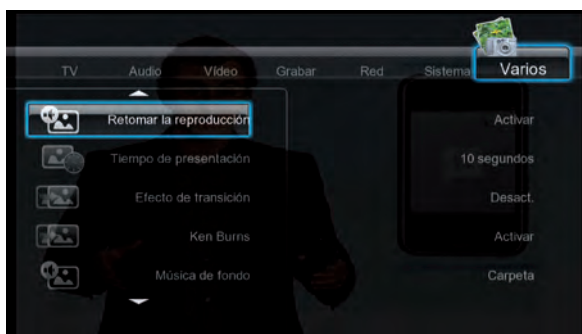 TV Audio Vídeo Grabar Red Sistema Varios
Retomar la reproducción Activar
Tiempo de presentación 10 segundos
Efecto de transición Desact.
Ken Burns Activar
Música de fondo Carpeta